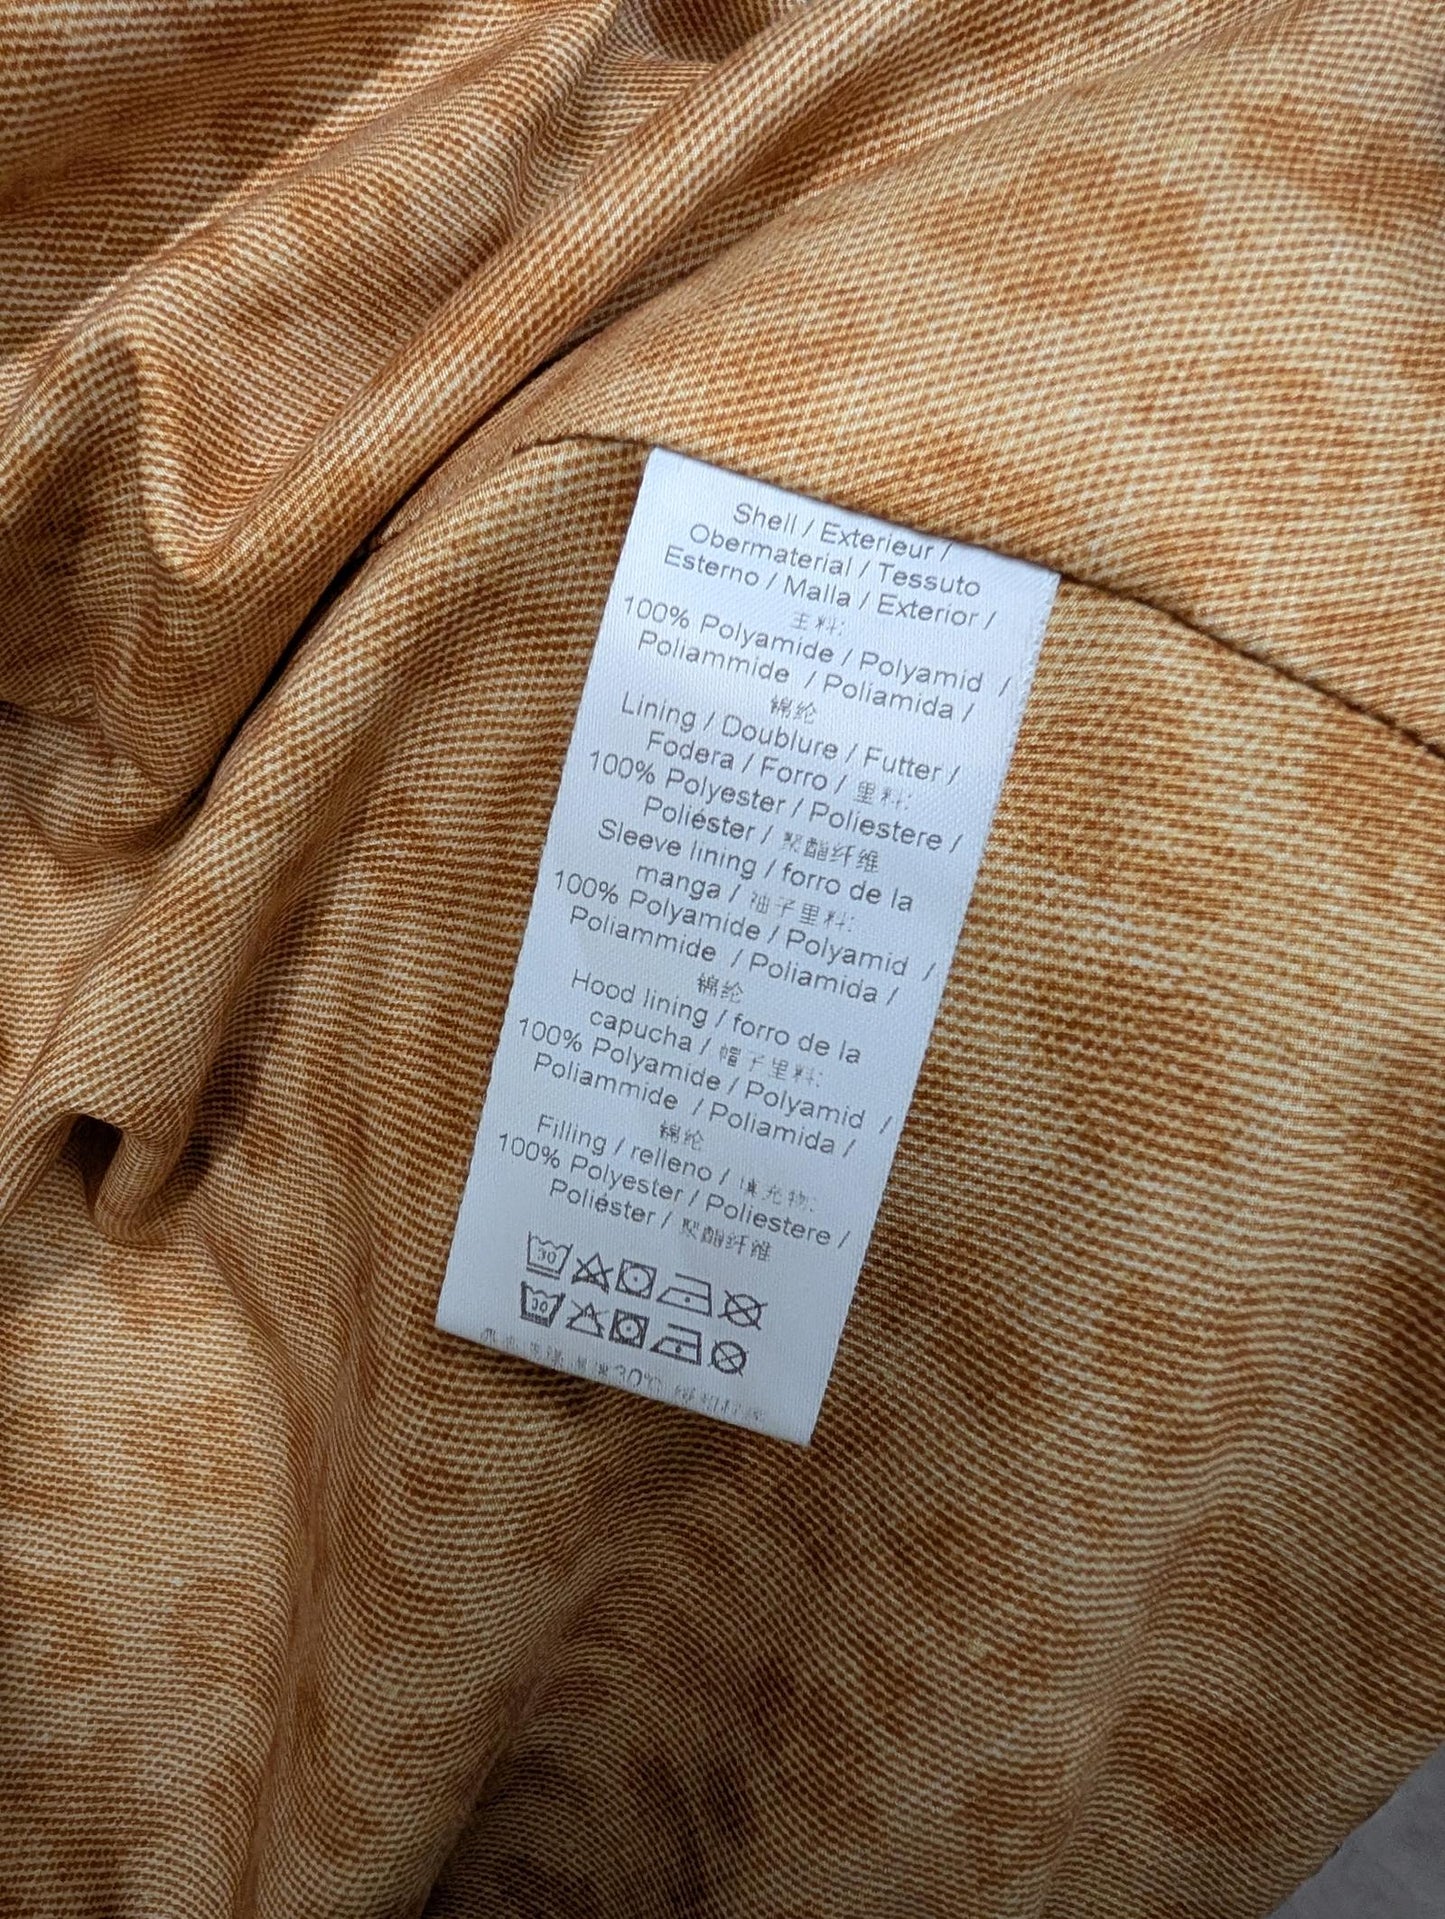 Shell / Exterieur /
Obermaterial / Tessuto
Esterno / Malla / Exterior /
主料:
100% Polyamide / Polyamid /
Poliammide / Poliamida /
锦纶
Lining / Doublure / Futter /
Fodera / Forro / 里料:
100% Polyester / Poliestere /
Poliéster / 聚酯纤维
Sleeve lining / forro de la
manga / 袖子里料:
100% Polyamide / Polyamid /
Poliammide / Poliamida /
锦纶
Hood lining / forro de la
capucha / 帽子里料:
100% Polyamide / Polyamid /
Poliammide / Poliamida /
锦纶
Filling / relleno / 填充物:
100% Polyester / Poliestere /
Poliéster / 聚酯纤维
30
30
30℃